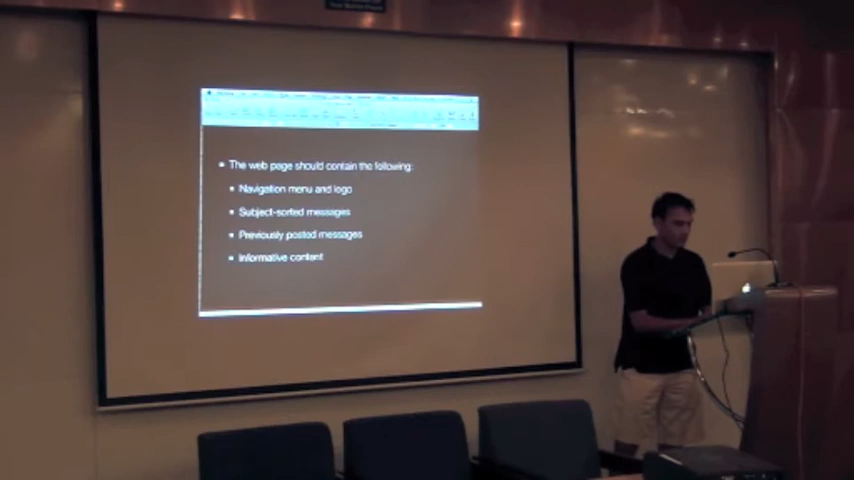 The web page should contain the following:
Navigation menu and logo
Subject-sorted messages
Previously posted messages
Informative content